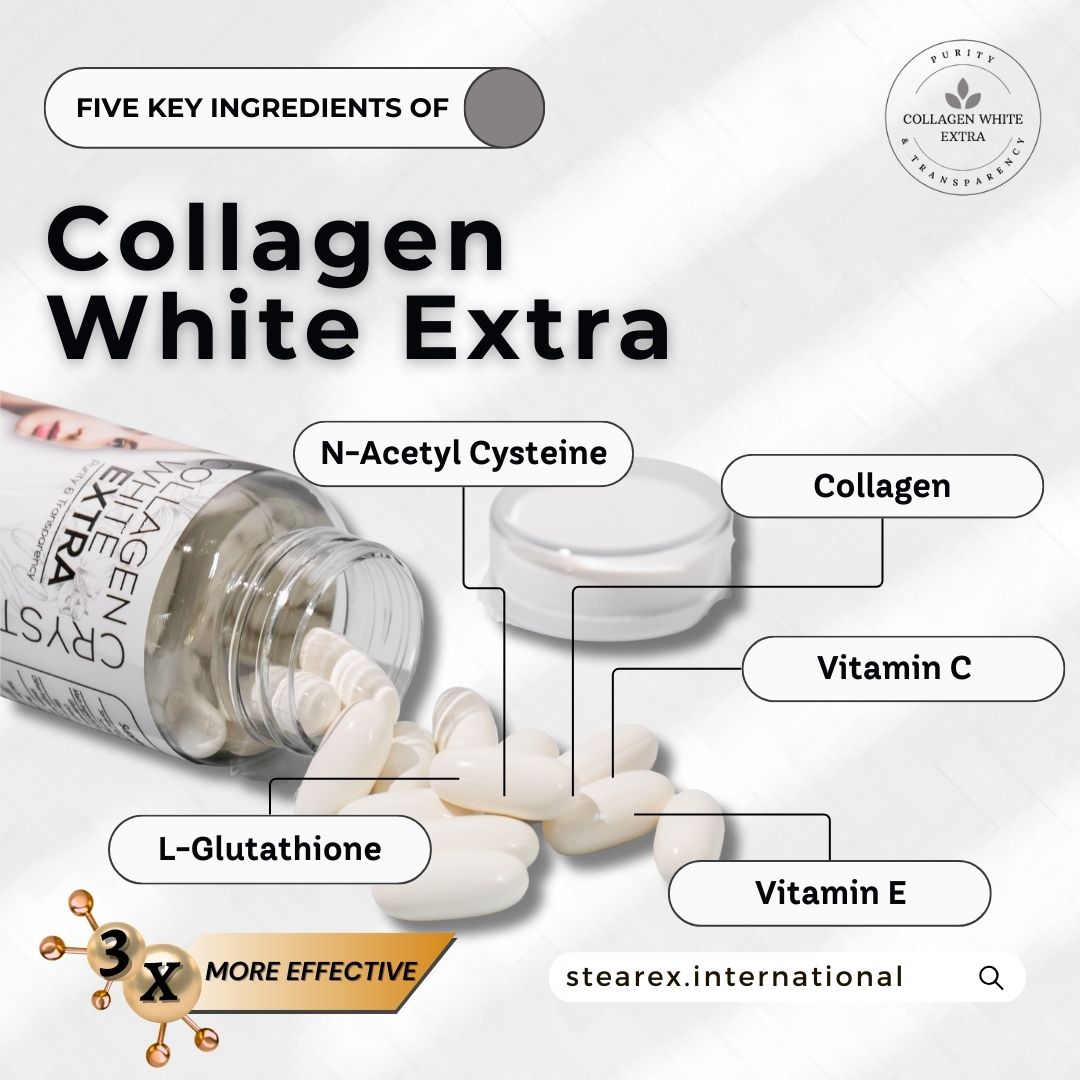 FIVE KEY INGREDIENTS OF
PURITY
COLLAGEN WHITE
EXTRA
& TRANSPARENCY
Collagen
White Extra
N-Acetyl Cysteine
Collagen
COLLAGEN
WHITE
EXTRA
Purity & Transparency
CRYST
Vitamin C
L-Glutathione
Vitamin E
3X
MORE EFFECTIVE
stearex.international